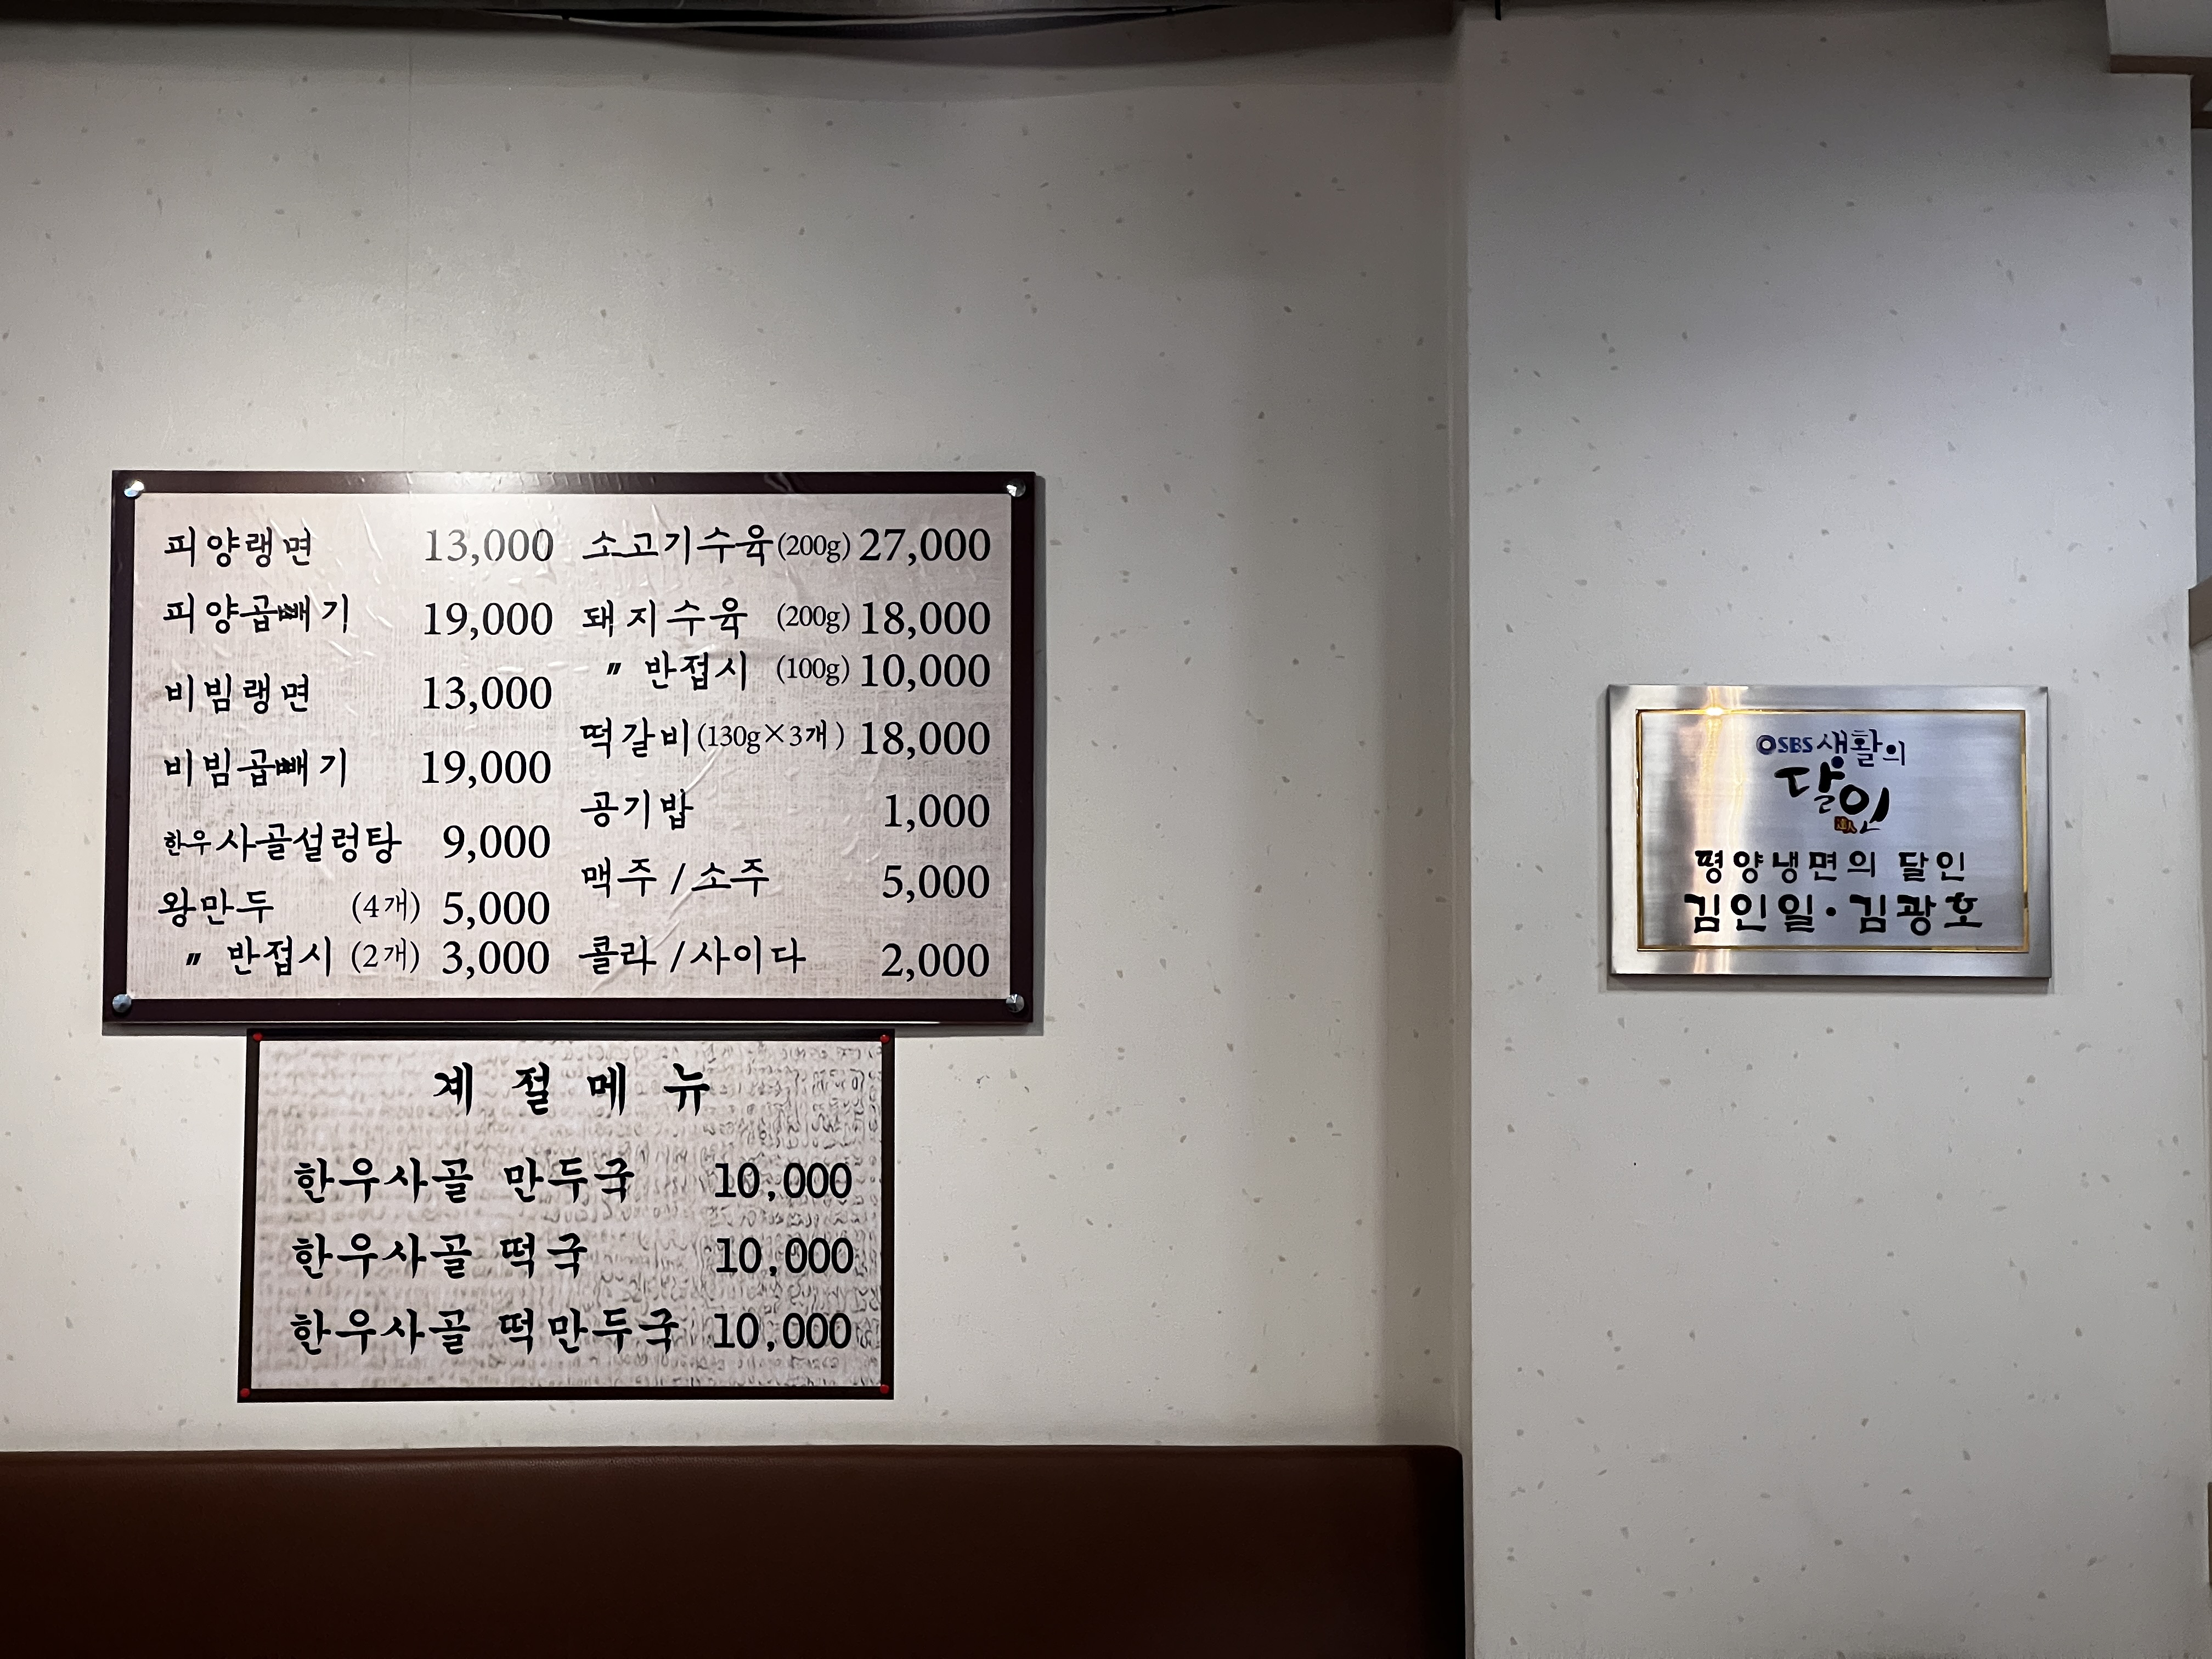 피양랭면 13,000
피양곱빼기 19,000
비빔랭면 13,000
비빔곱빼기 19,000
한우사골설렁탕 9,000
왕만두 (4개) 5,000
〃 반접시 (2개) 3,000
소고기수육(200g) 27,000
돼지수육 (200g) 18,000
〃 반접시 (100g) 10,000
떡갈비(130g×3개) 18,000
공기밥 1,000
맥주/소주 5,000
콜라/사이다 2,000
계절메뉴
한우사골 만두국 10,000
한우사골 떡국 10,000
한우사골 떡만두국 10,000
SBS 생활의
달인
평양냉면의 달인
김인일·김광호